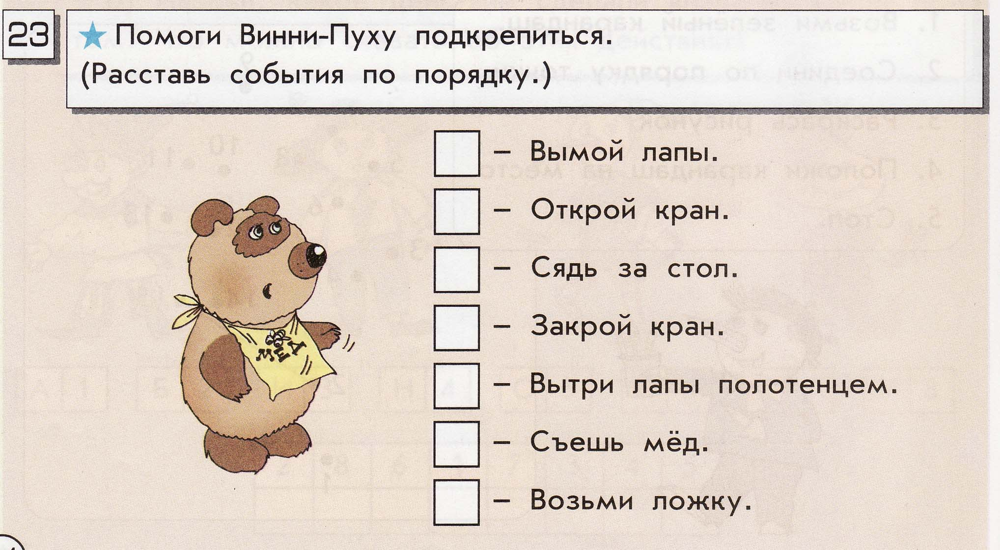 23
Помоги Винни-Пуху подкрепиться.
(Расставь события по порядку.)
– Вымой лапы.
– Открой кран.
– Сядь за стол.
– Закрой кран.
– Вытри лапы полотенцем.
– Съешь мёд.
– Возьми ложку.
МЕД